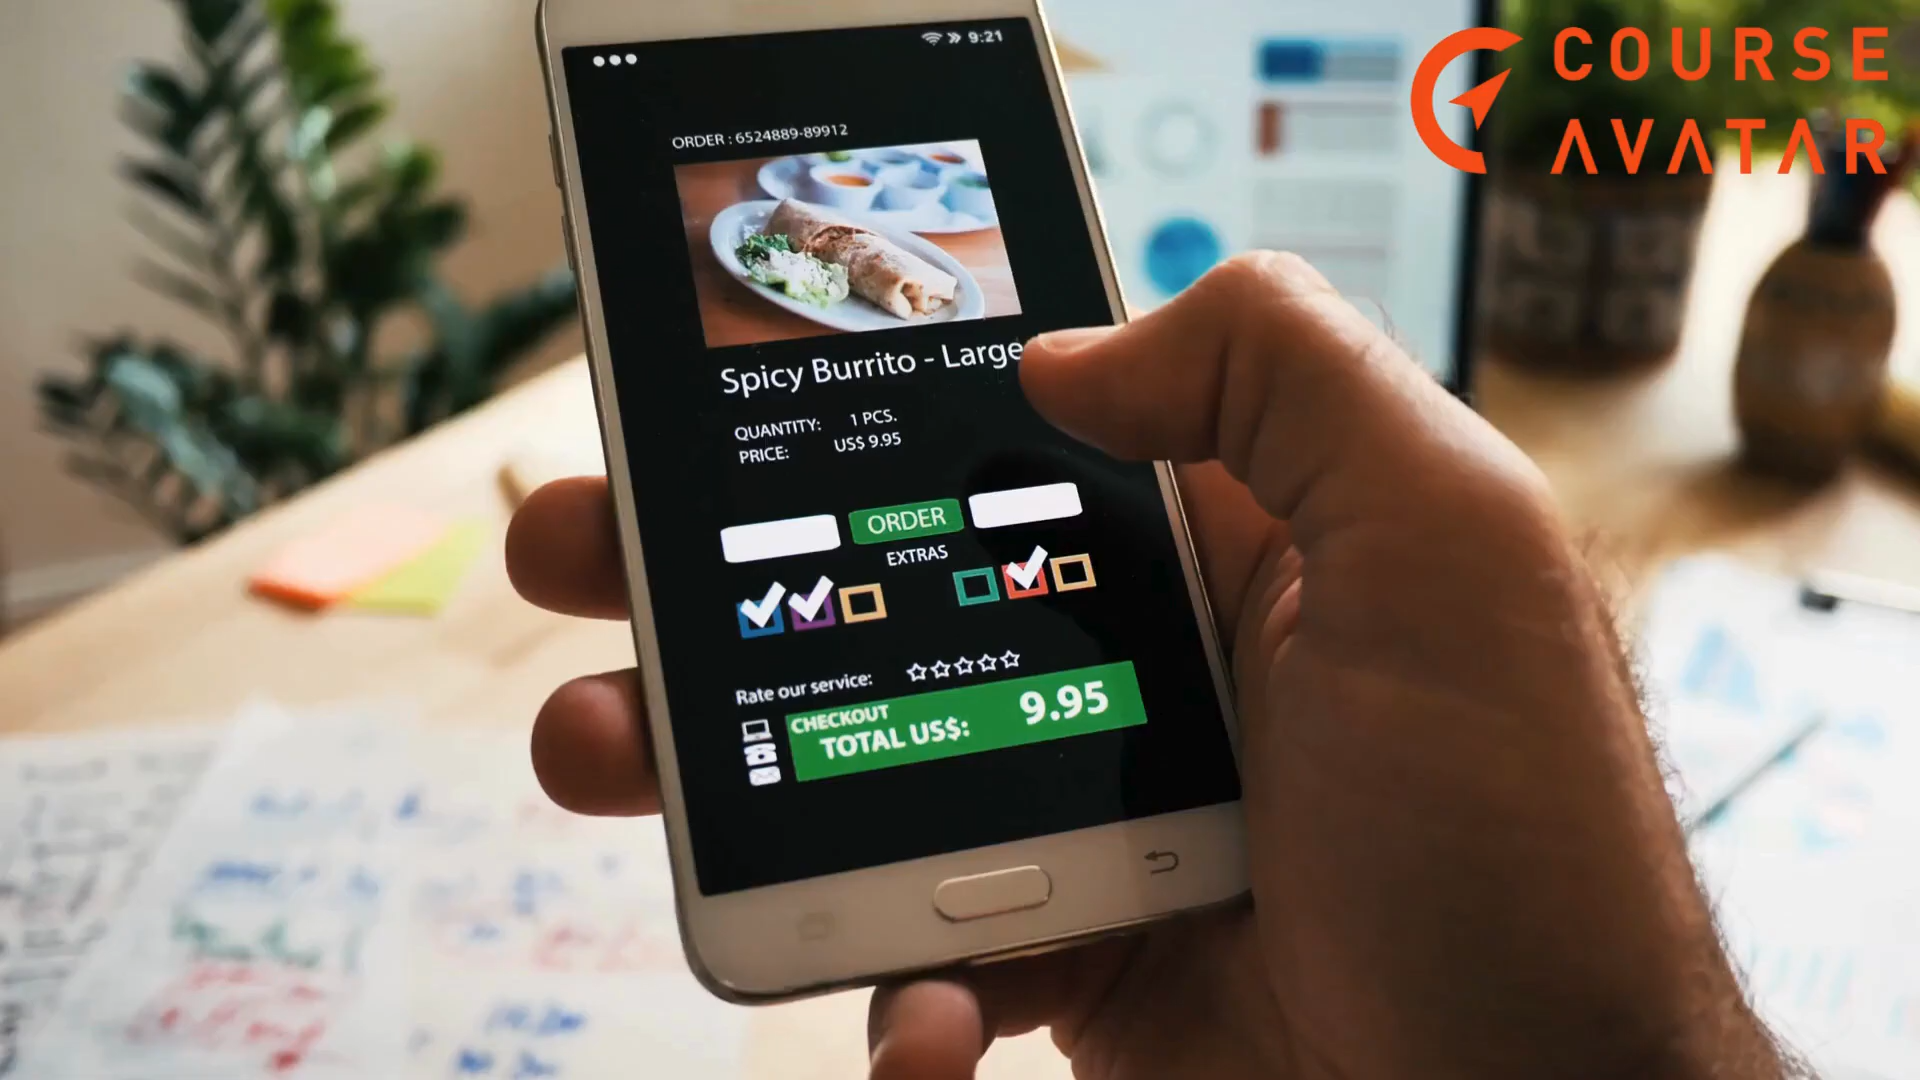 COURSE
AVATAR
9:21
ORDER : 6524889-89912
Spicy Burrito - Large
QUANTITY: 1 PCS.
PRICE: US$ 9.95
ORDER
EXTRAS
Rate our service:
CHECKOUT
TOTAL US$: 9.95